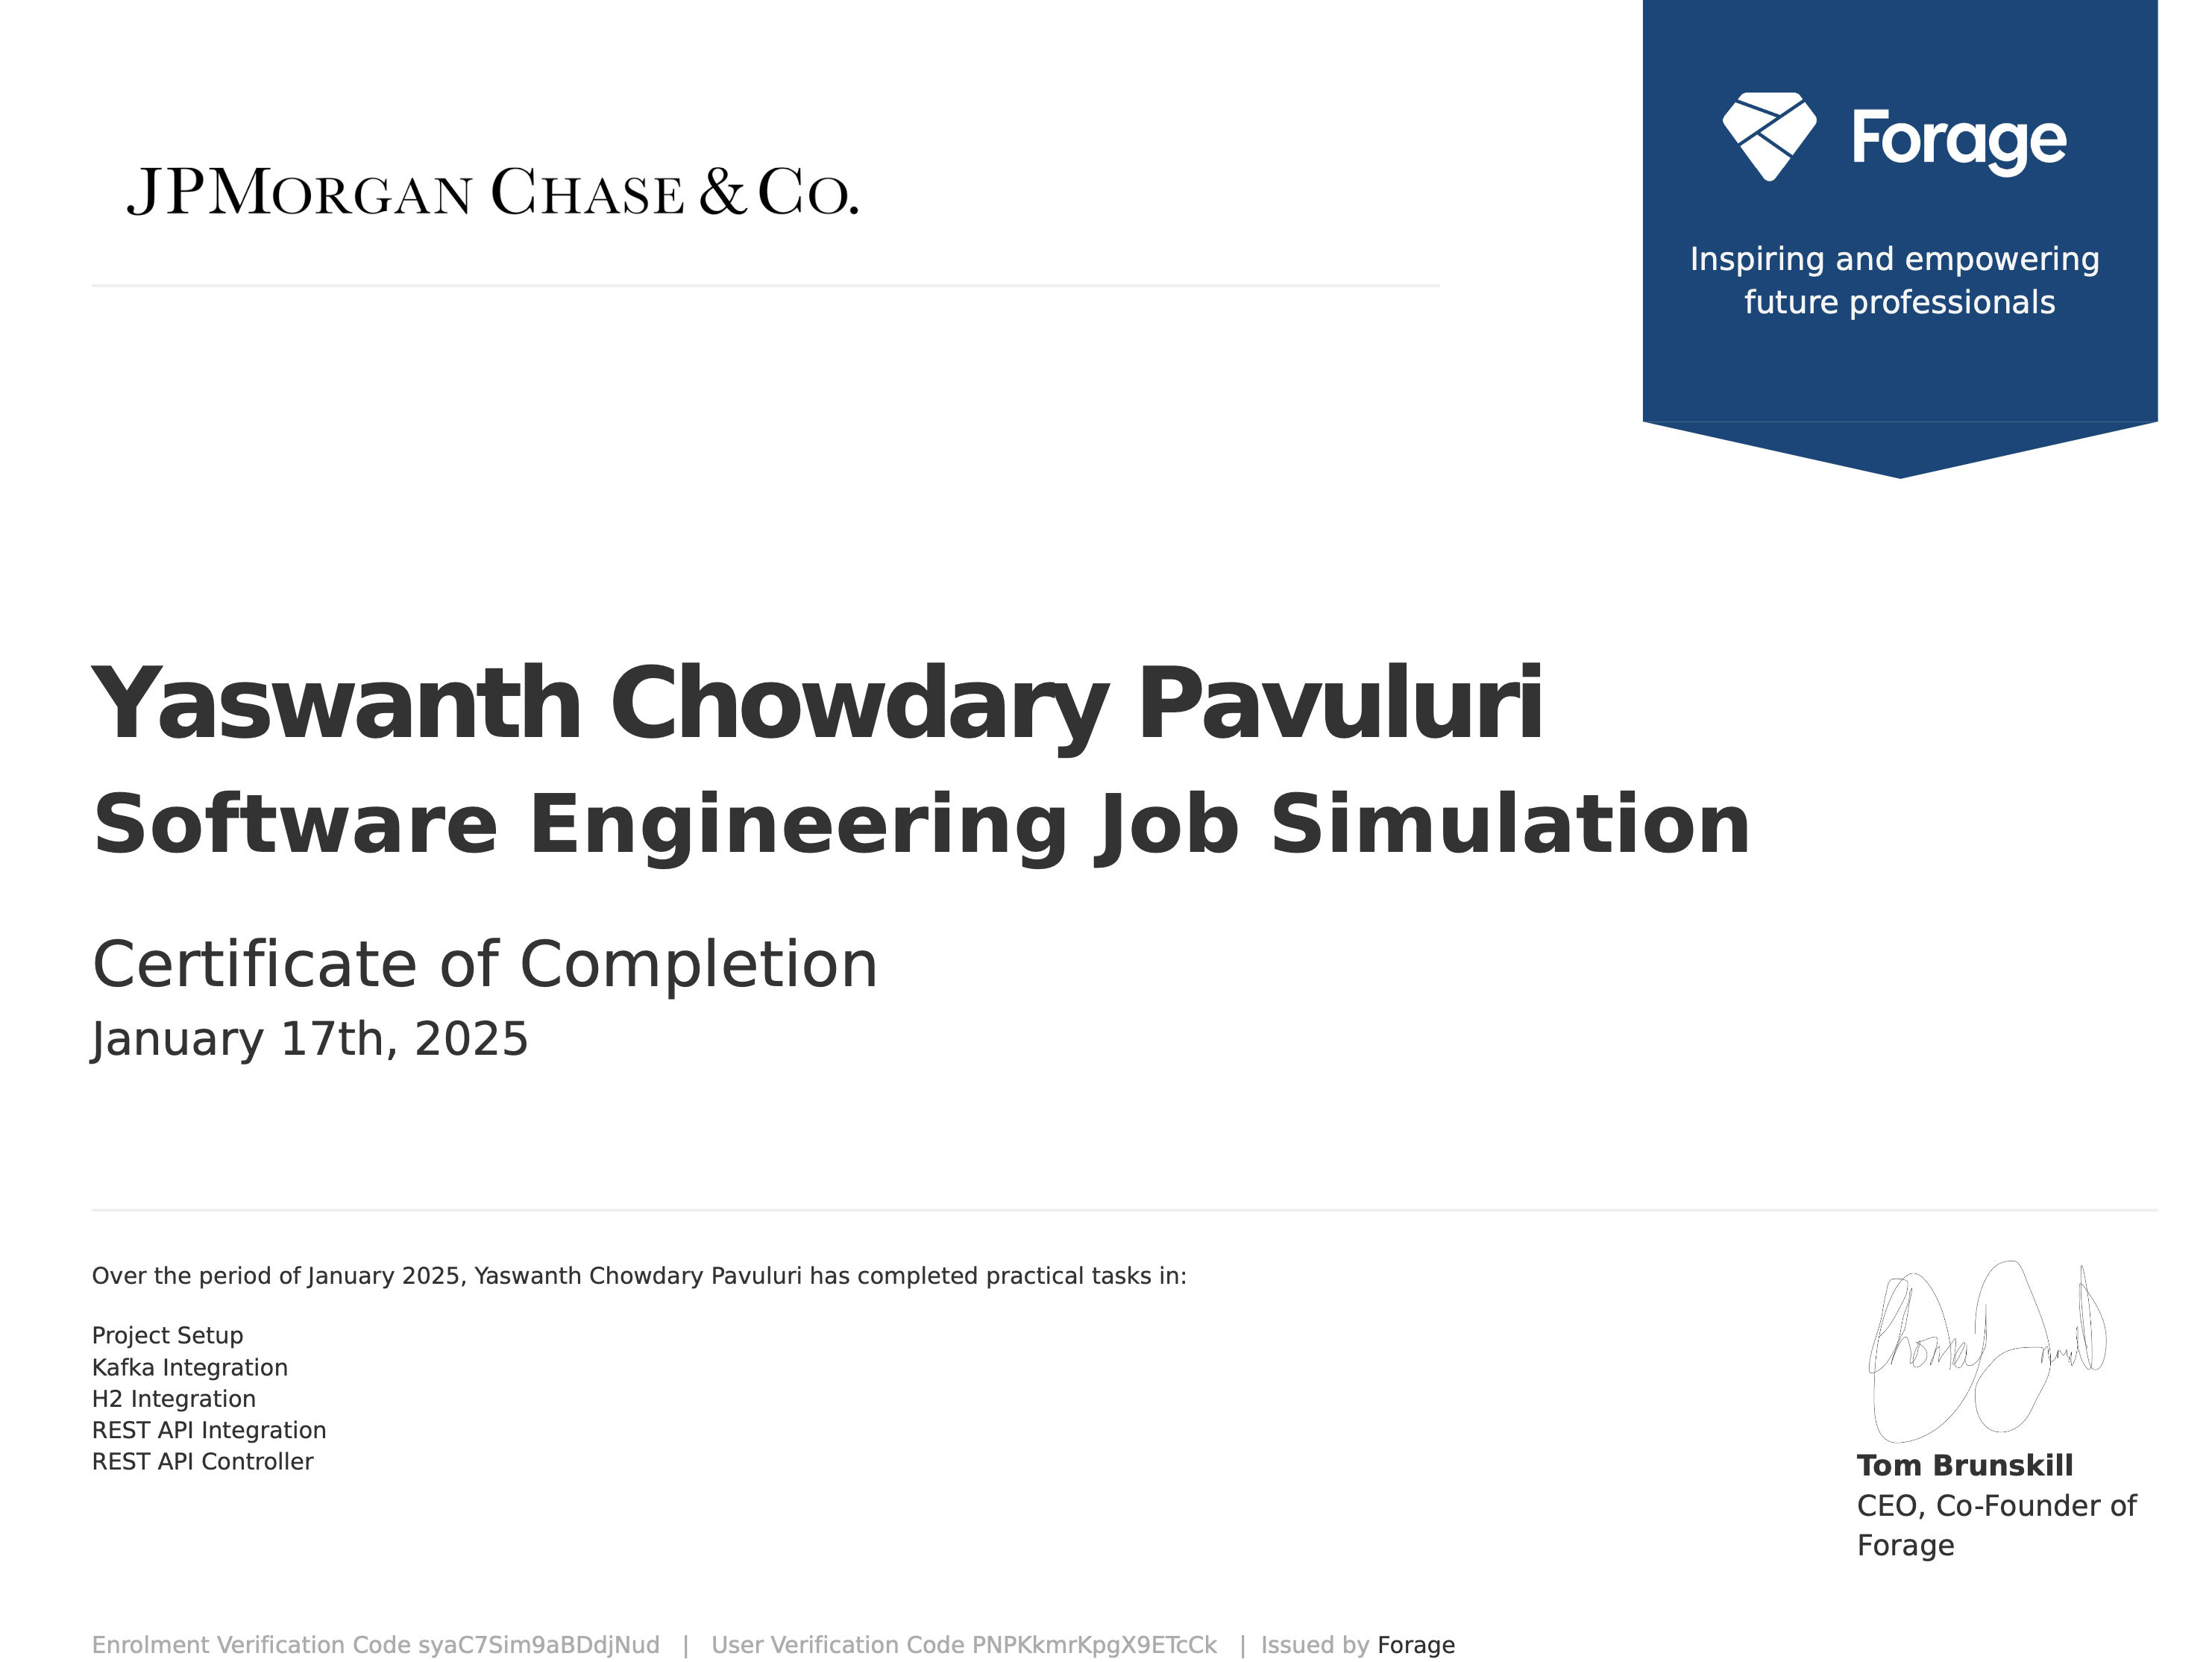 JPMORGAN CHASE & CO.
Forage
Inspiring and empowering
future professionals
Yaswanth Chowdary Pavuluri
Software Engineering Job Simulation
Certificate of Completion
January 17th, 2025
Over the period of January 2025, Yaswanth Chowdary Pavuluri has completed practical tasks in:
Project Setup
Kafka Integration
H2 Integration
REST API Integration
REST API Controller
Tom Brunskill
CEO, Co-Founder of
Forage
Enrolment Verification Code syaC7Sim9aBDdjNud | User Verification Code PNPKkmrKpgX9ETcCk | Issued by Forage